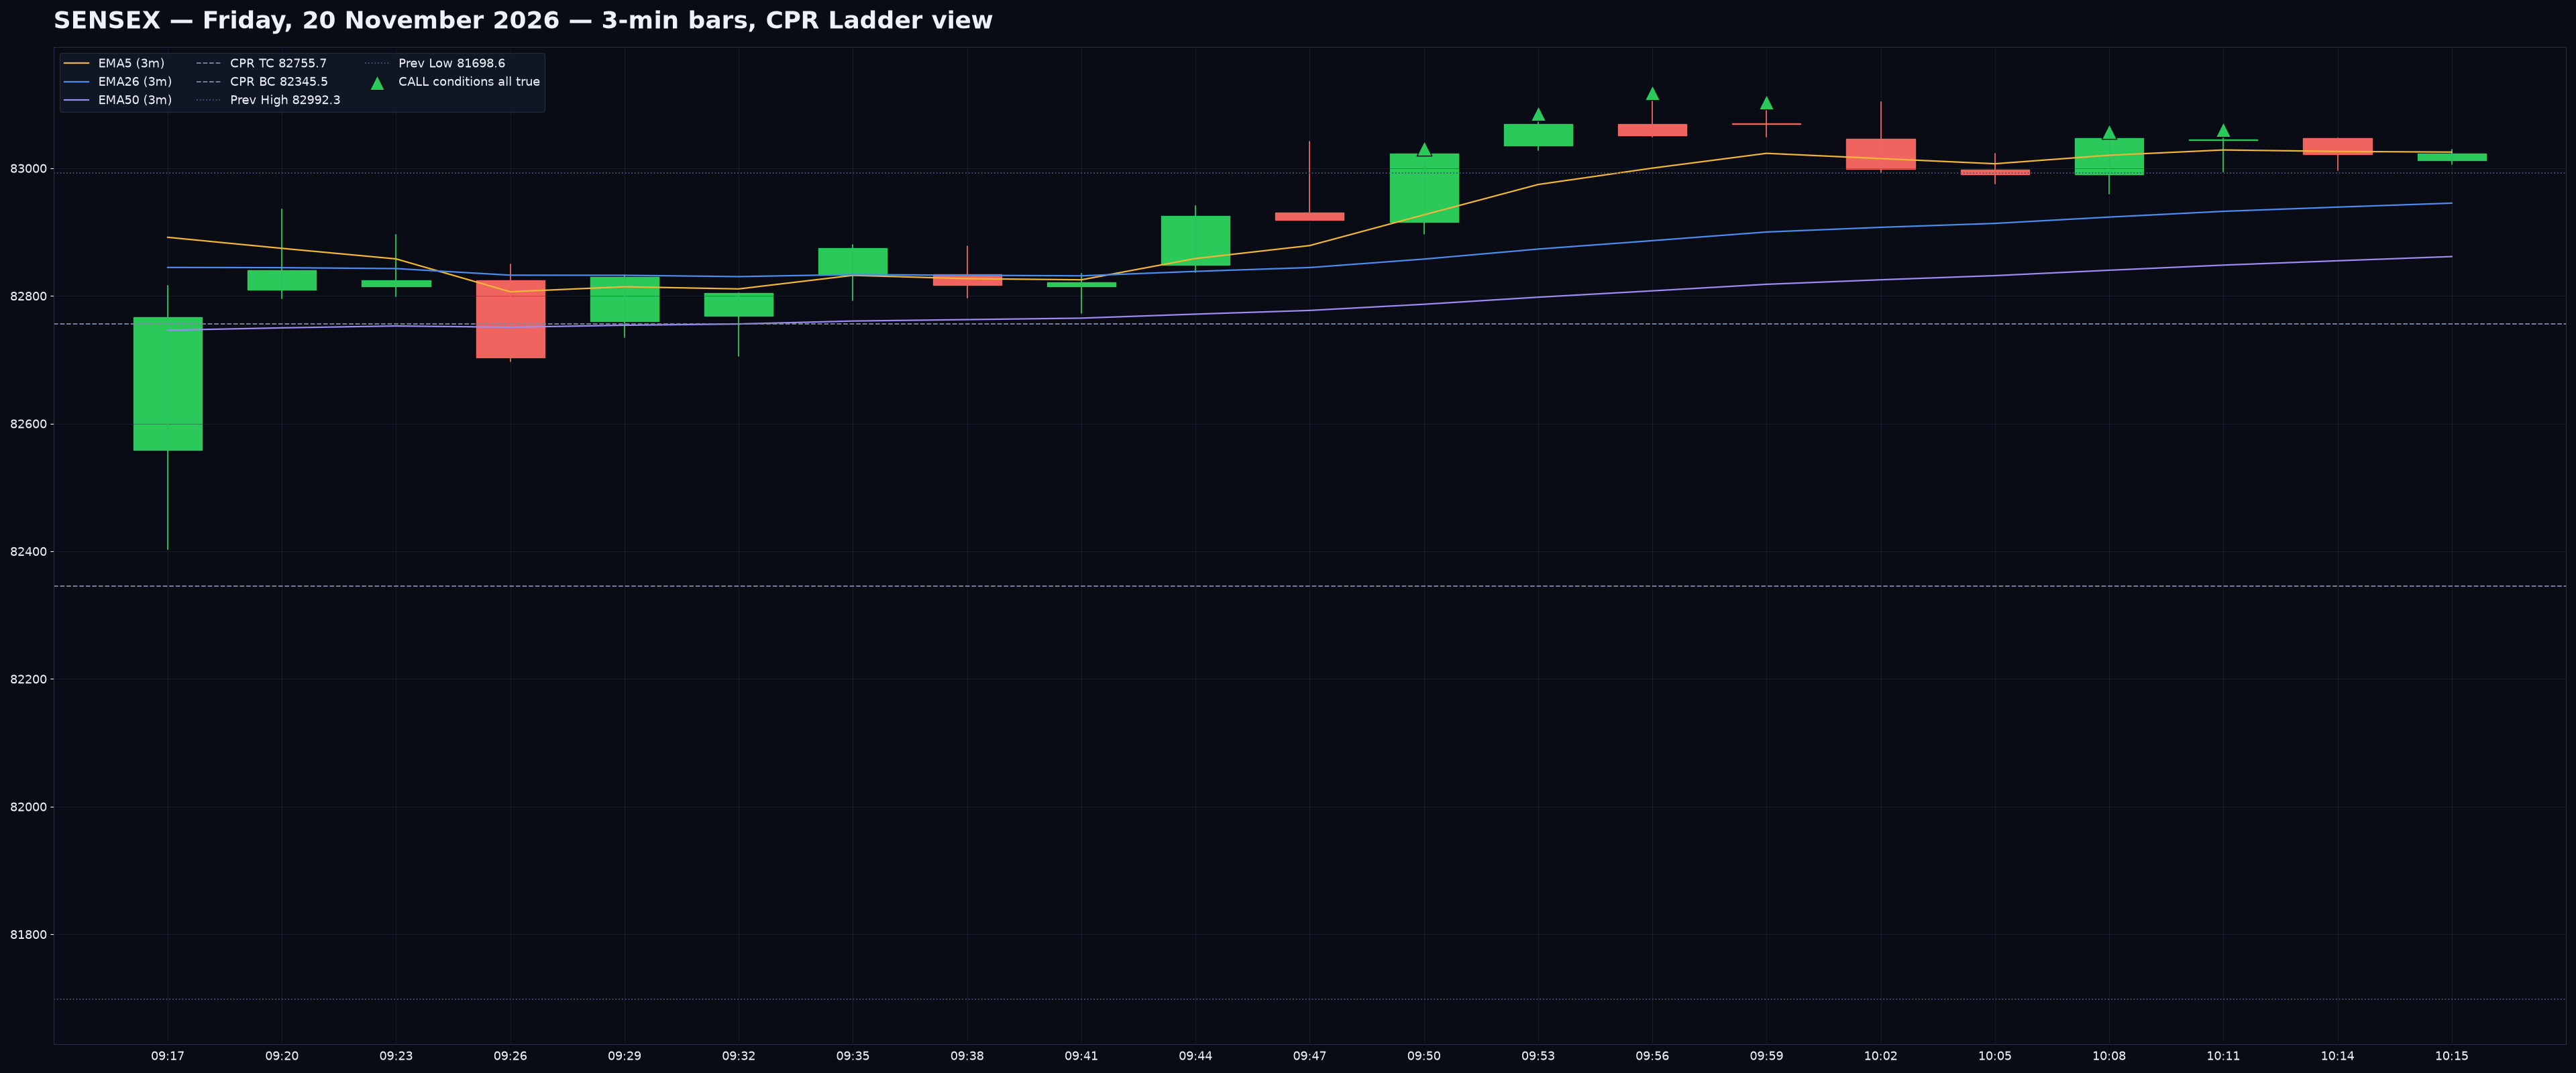 SENSEX — Friday, 20 November 2026 — 3-min bars, CPR Ladder view
EMA5 (3m)
EMA26 (3m)
EMA50 (3m)
CPR TC 82755.7
CPR BC 82345.5
Prev High 82992.3
Prev Low 81698.6
CALL conditions all true
83000
82800
82600
82400
82200
82000
81800
09:17 09:20 09:23 09:26 09:29 09:32 09:35 09:38 09:41 09:44 09:47 09:50 09:53 09:56 09:59 10:02 10:05 10:08 10:11 10:14 10:15